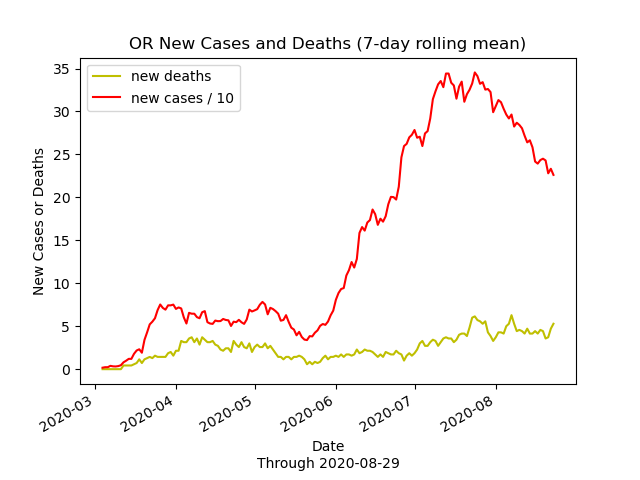 OR New Cases and Deaths (7-day rolling mean)
new deaths
new cases / 10
35
30
25
20
15
10
5
0
New Cases or Deaths
2020-03
2020-04
2020-05
2020-06
2020-07
2020-08
Date
Through 2020-08-29